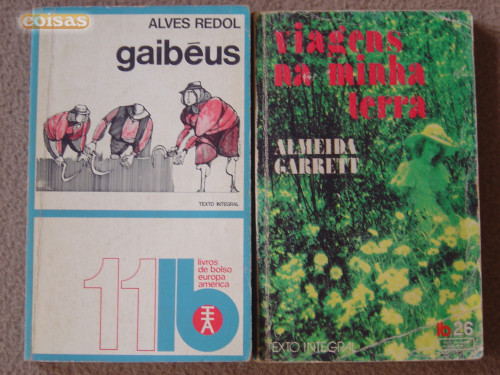 coisas
ALVES REDOL
gaibéus
TEXTO INTEGRAL
11 lb
livros
de bolso
europa
américa
viagens
na minha
terra
ALMEIDA
GARRETT
lb 26
TEXTO INTEGRAL